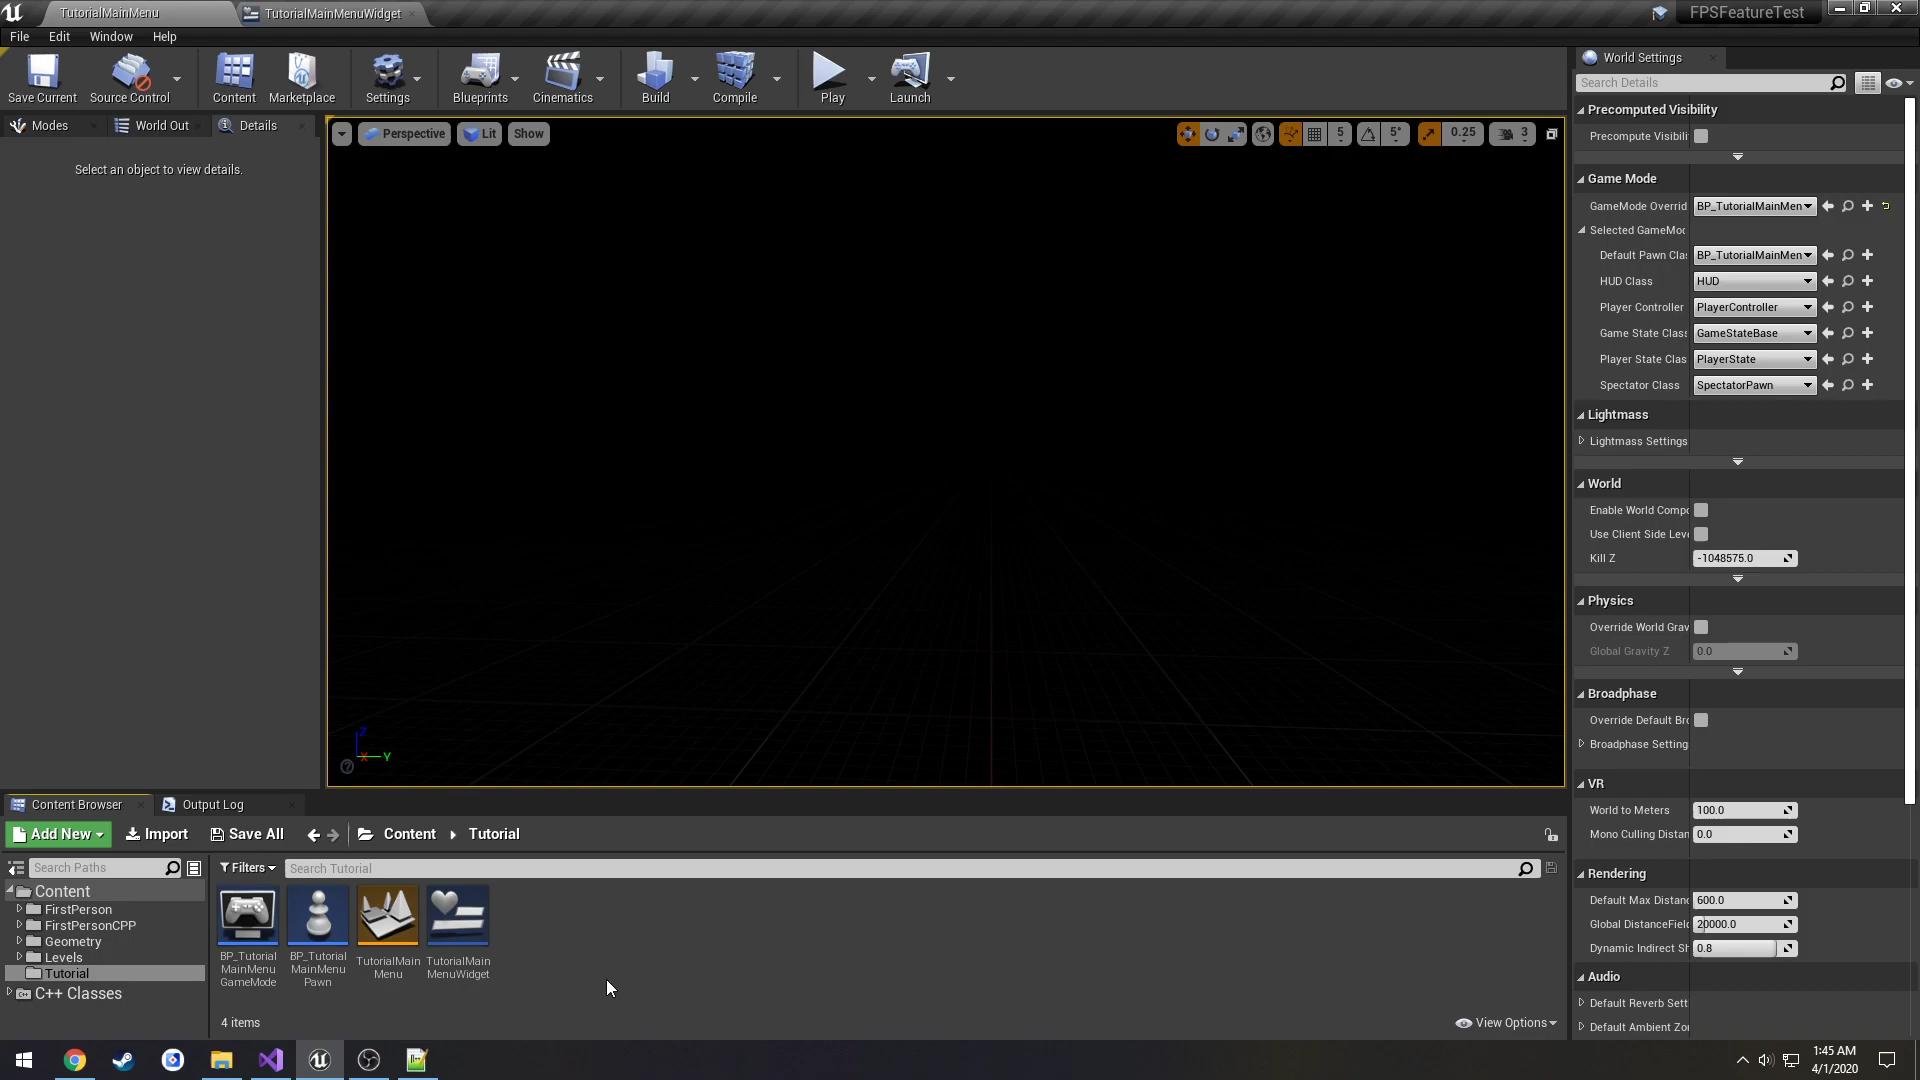 TutorialMainMenu
TutorialMainMenuWidget
FPSFeatureTest
File
Edit
Window
Help
Save Current
Source Control
Content
Marketplace
Settings
Blueprints
Cinematics
Build
Compile
Play
Launch
Modes
World Out
Details
Select an object to view details.
Perspective
Lit
Show
5
5°
0.25
3
Z
X
Y
World Settings
Search Details
Precomputed Visibility
Precompute Visibili
Game Mode
GameMode Overrid
BP_TutorialMainMen
Selected GameMod
Default Pawn Clas
BP_TutorialMainMen
HUD Class
HUD
Player Controller
PlayerController
Game State Class
GameStateBase
Player State Clas
PlayerState
Spectator Class
SpectatorPawn
Lightmass
Lightmass Settings
World
Enable World Compo
Use Client Side Leve
Kill Z
-1048575.0
Physics
Override World Grav
Global Gravity Z
0.0
Broadphase
Override Default Bro
Broadphase Setting
VR
World to Meters
100.0
Mono Culling Distan
0.0
Rendering
Default Max Distanc
600.0
Global DistanceField
20000.0
Dynamic Indirect Sh
0.8
Audio
Default Reverb Sett
Default Ambient Zon
Content Browser
Output Log
Add New
Import
Save All
Content
Tutorial
Search Paths
Filters
Search Tutorial
Content
FirstPerson
FirstPersonCPP
Geometry
Levels
Tutorial
C++ Classes
BP_Tutorial
MainMenu
GameMode
BP_Tutorial
MainMenu
Pawn
TutorialMain
Menu
TutorialMain
MenuWidget
4 items
View Options
1:45 AM
4/1/2020